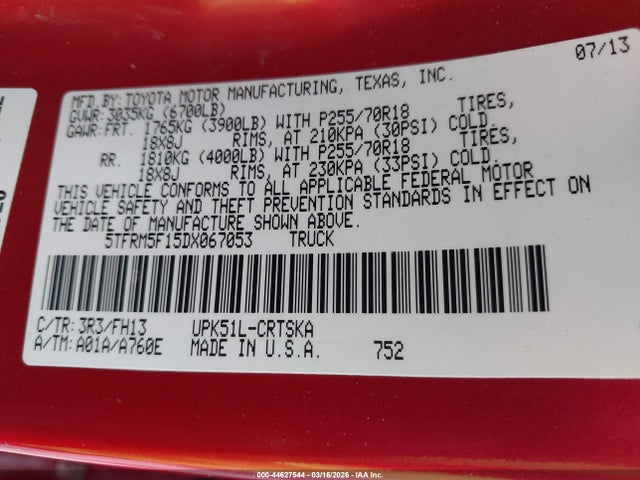 07/13
MFD.BY:TOYOTA MOTOR MANUFACTURING, TEXAS, INC.
GVWR:3035KG (6700LB)
GAWR:FRT. 1765KG (3900LB) WITH P255/70R18 TIRES,
18X8J RIMS, AT 210KPA (30PSI) COLD.
RR. 1810KG (4000LB) WITH P255/70R18 TIRES,
18X8J RIMS, AT 230KPA (33PSI) COLD.
THIS VEHICLE CONFORMS TO ALL APPLICABLE FEDERAL MOTOR
VEHICLE SAFETY AND THEFT PREVENTION STANDARDS IN EFFECT ON
THE DATE OF MANUFACTURE SHOWN ABOVE.
5TFRM5F15DX067053 TRUCK
C/TR:3R3/FH13 UPK51L-CRTSKA
A/TM:A01A/A760E MADE IN U.S.A. 752
000-44627544 - 03/16/2026 - IAA Inc.